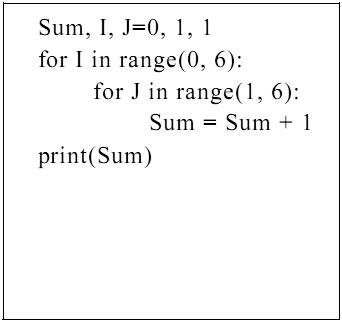 Sum, I, J=0, 1, 1
for I in range(0, 6):
for J in range(1, 6):
Sum = Sum + 1
print(Sum)